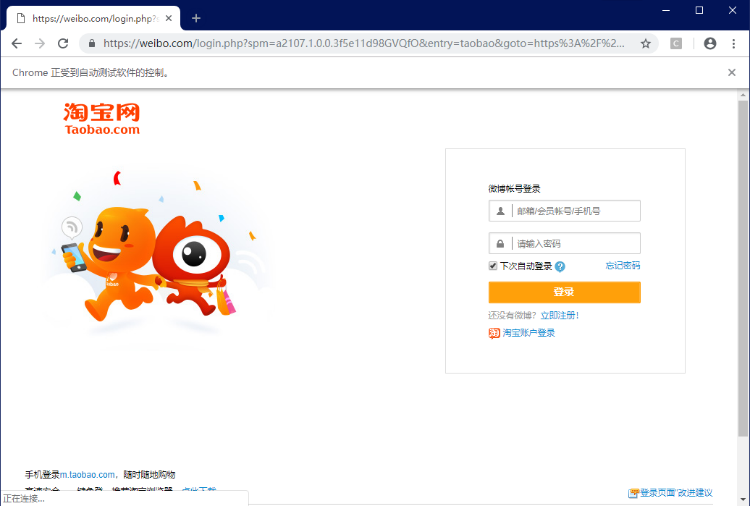 https://weibo.com/login.php?s
https://weibo.com/login.php?spm=a2107.1.0.0.3f5e11d98GVQfO&entry=taobao&goto=https%3A%2F%2...
Chrome 正受到自动测试软件的控制。
淘宝网
Taobao.com
微博帐号登录
邮箱/会员帐号/手机号
请输入密码
下次自动登录 ?
忘记密码
登录
还没有微博？立即注册!
淘 淘宝账户登录
手机登录m.taobao.com，随时随地购物
登录页面"改进建议
正在连接...